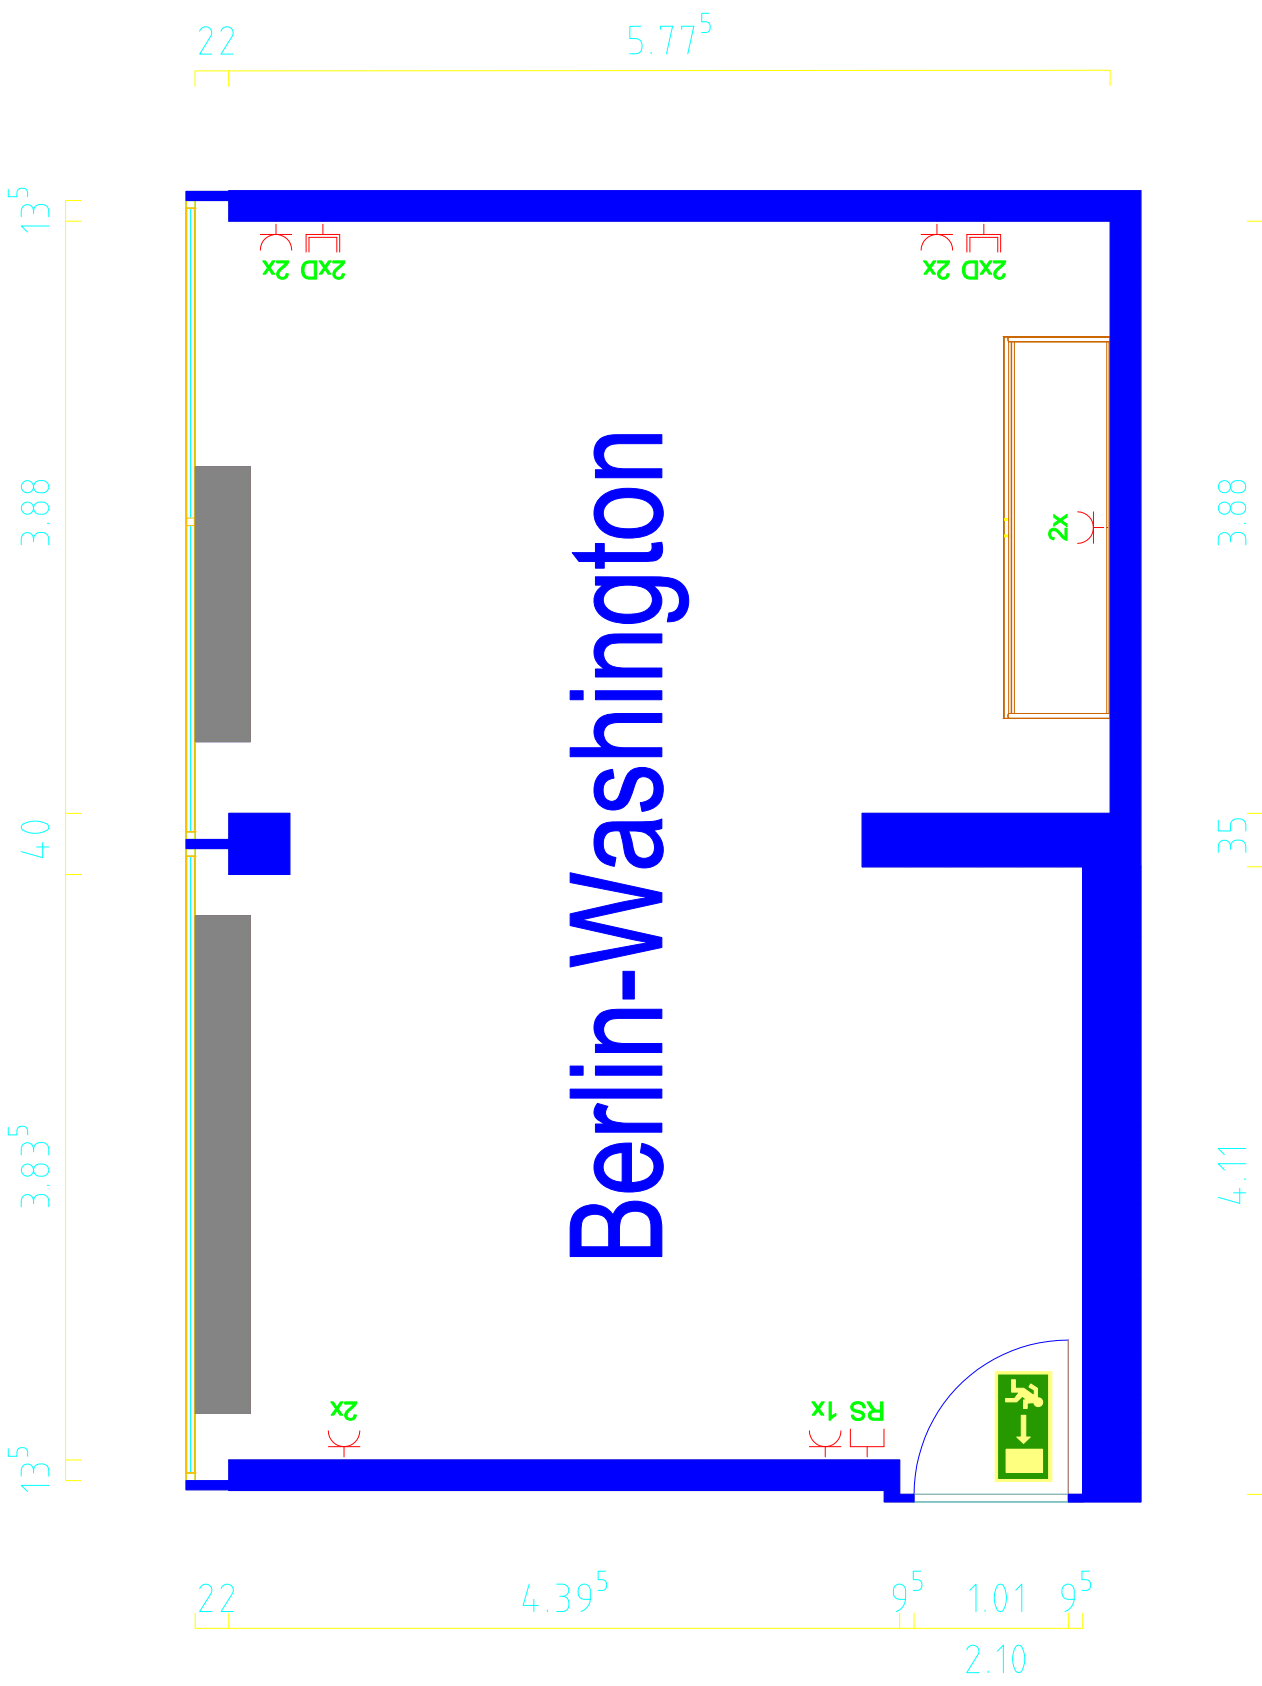 22
5.77⁵
13⁵
2x
2xD
2x
2xD
3.88
3.88
2x
Berlin-Washington
40
35
3.83⁵
4.11
2x
1x
RS
13⁵
22
4.39⁵
9⁵
1.01
9⁵
2.10